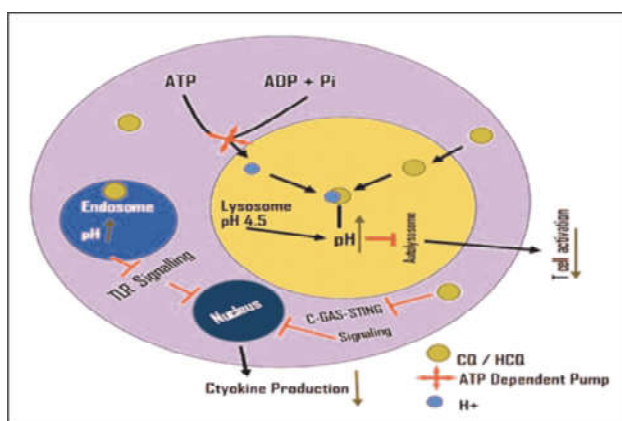 ATP
ADP + Pi
Endosome
pH
Lysosome
pH 4.5
pH
Autolysosome
TLR Signalling
Nucleus
C-GAS-STING
Signaling
T cell activation
Ctyokine Production
CQ / HCQ
ATP Dependent Pump
H+